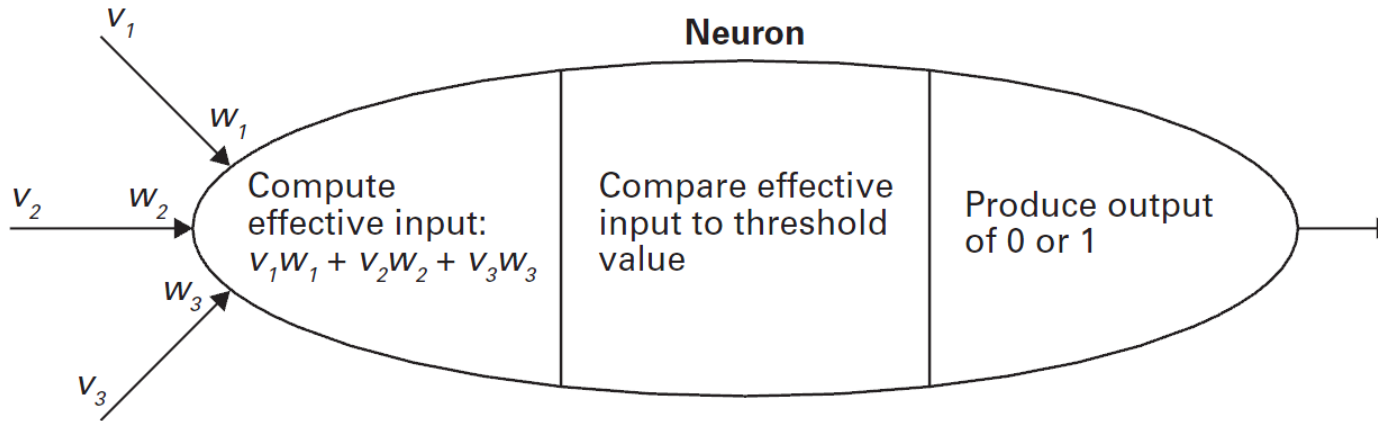 Neuron
v₁
w₁
v₂
w₂
w₃
v₃
Compute
effective input:
v₁w₁ + v₂w₂ + v₃w₃
Compare effective
input to threshold
value
Produce output
of 0 or 1